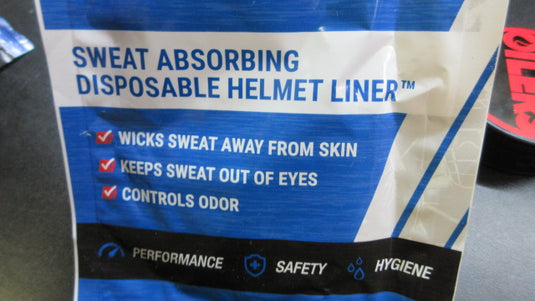 SWEAT ABSORBING
DISPOSABLE HELMET LINER™
WICKS SWEAT AWAY FROM SKIN
KEEPS SWEAT OUT OF EYES
CONTROLS ODOR
PERFORMANCE SAFETY HYGIENE
OILERS